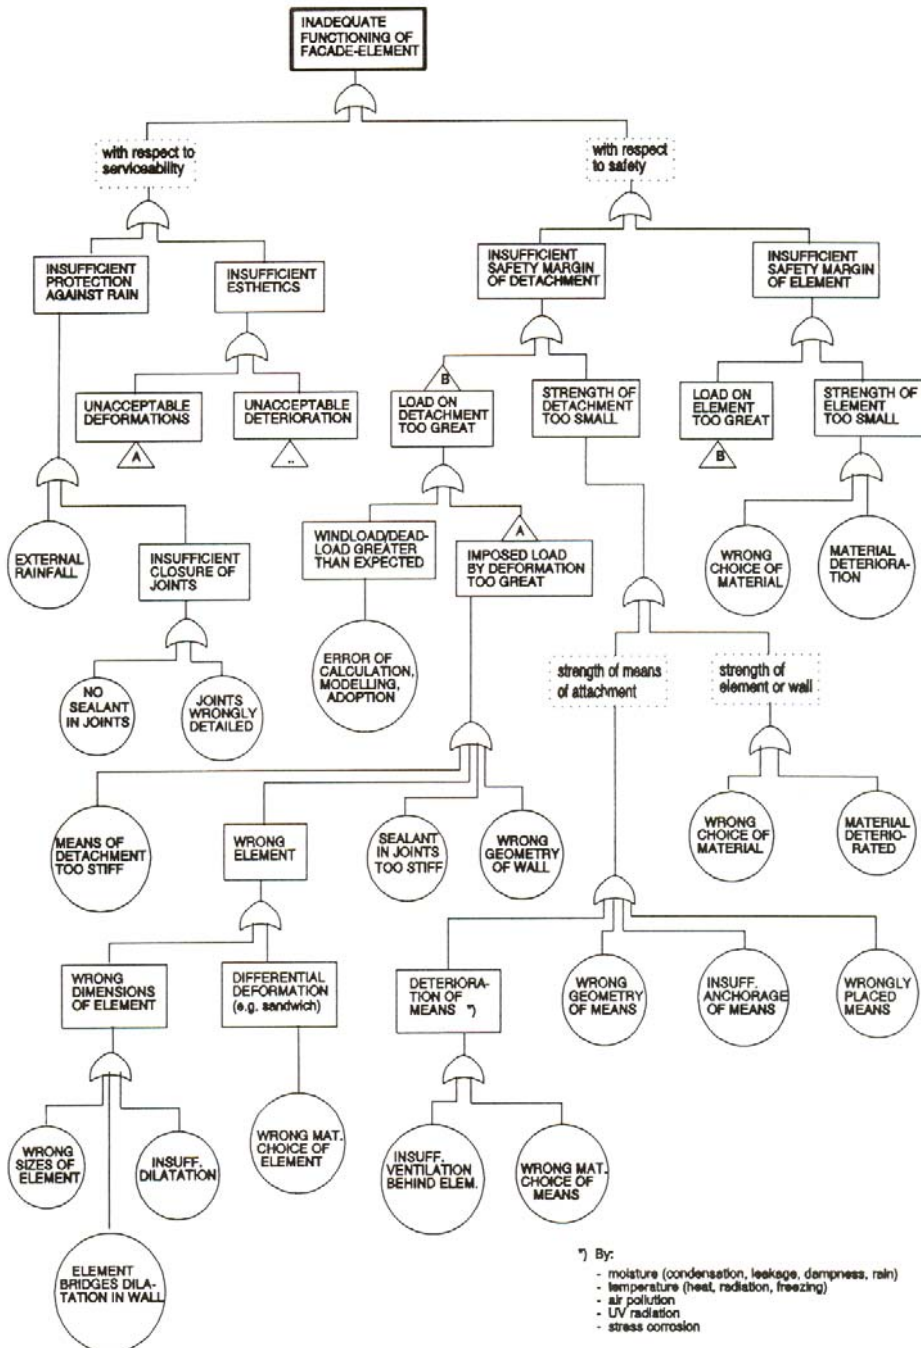 INADEQUATE
FUNCTIONING OF
FACADE-ELEMENT
with respect to
serviceability
with respect
to safety
INSUFFICIENT
PROTECTION
AGAINST RAIN
INSUFFICIENT
ESTHETICS
INSUFFICIENT
SAFETY MARGIN
OF DETACHMENT
INSUFFICIENT
SAFETY MARGIN
OF ELEMENT
UNACCEPTABLE
DEFORMATIONS
A
UNACCEPTABLE
DETERIORATION
..
B
LOAD ON
DETACHMENT
TOO GREAT
STRENGTH OF
DETACHMENT
TOO SMALL
LOAD ON
ELEMENT
TOO GREAT
B
STRENGTH OF
ELEMENT
TOO SMALL
EXTERNAL
RAINFALL
INSUFFICIENT
CLOSURE OF
JOINTS
WINDLOAD/DEAD-
LOAD GREATER
THAN EXPECTED
A
IMPOSED LOAD
BY DEFORMATION
TOO GREAT
WRONG
CHOICE OF
MATERIAL
MATERIAL
DETERIORA-
TION
NO
SEALANT
IN JOINTS
JOINTS
WRONGLY
DETAILED
ERROR OF
CALCULATION,
MODELLING,
ADOPTION
strength of means
of attachment
strength of
element or wall
MEANS OF
DETACHMENT
TOO STIFF
WRONG
ELEMENT
SEALANT
IN JOINTS
TOO STIFF
WRONG
GEOMETRY
OF WALL
WRONG
CHOICE OF
MATERIAL
MATERIAL
DETERIO-
RATED
WRONG
DIMENSIONS
OF ELEMENT
DIFFERENTIAL
DEFORMATION
(e.g. sandwich)
DETERIORA-
TION OF
MEANS *)
WRONG
GEOMETRY
OF MEANS
INSUFF.
ANCHORAGE
OF MEANS
WRONGLY
PLACED
MEANS
WRONG
SIZES OF
ELEMENT
INSUFF.
DILATATION
WRONG MAT.
CHOICE OF
ELEMENT
INSUFF.
VENTILATION
BEHIND ELEM.
WRONG MAT.
CHOICE OF
MEANS
ELEMENT
BRIDGES DILA-
TATION IN WALL
*) By:
- moisture (condensation, leakage, dampness, rain)
- temperature (heat, radiation, freezing)
- air pollution
- UV radiation
- stress corrosion